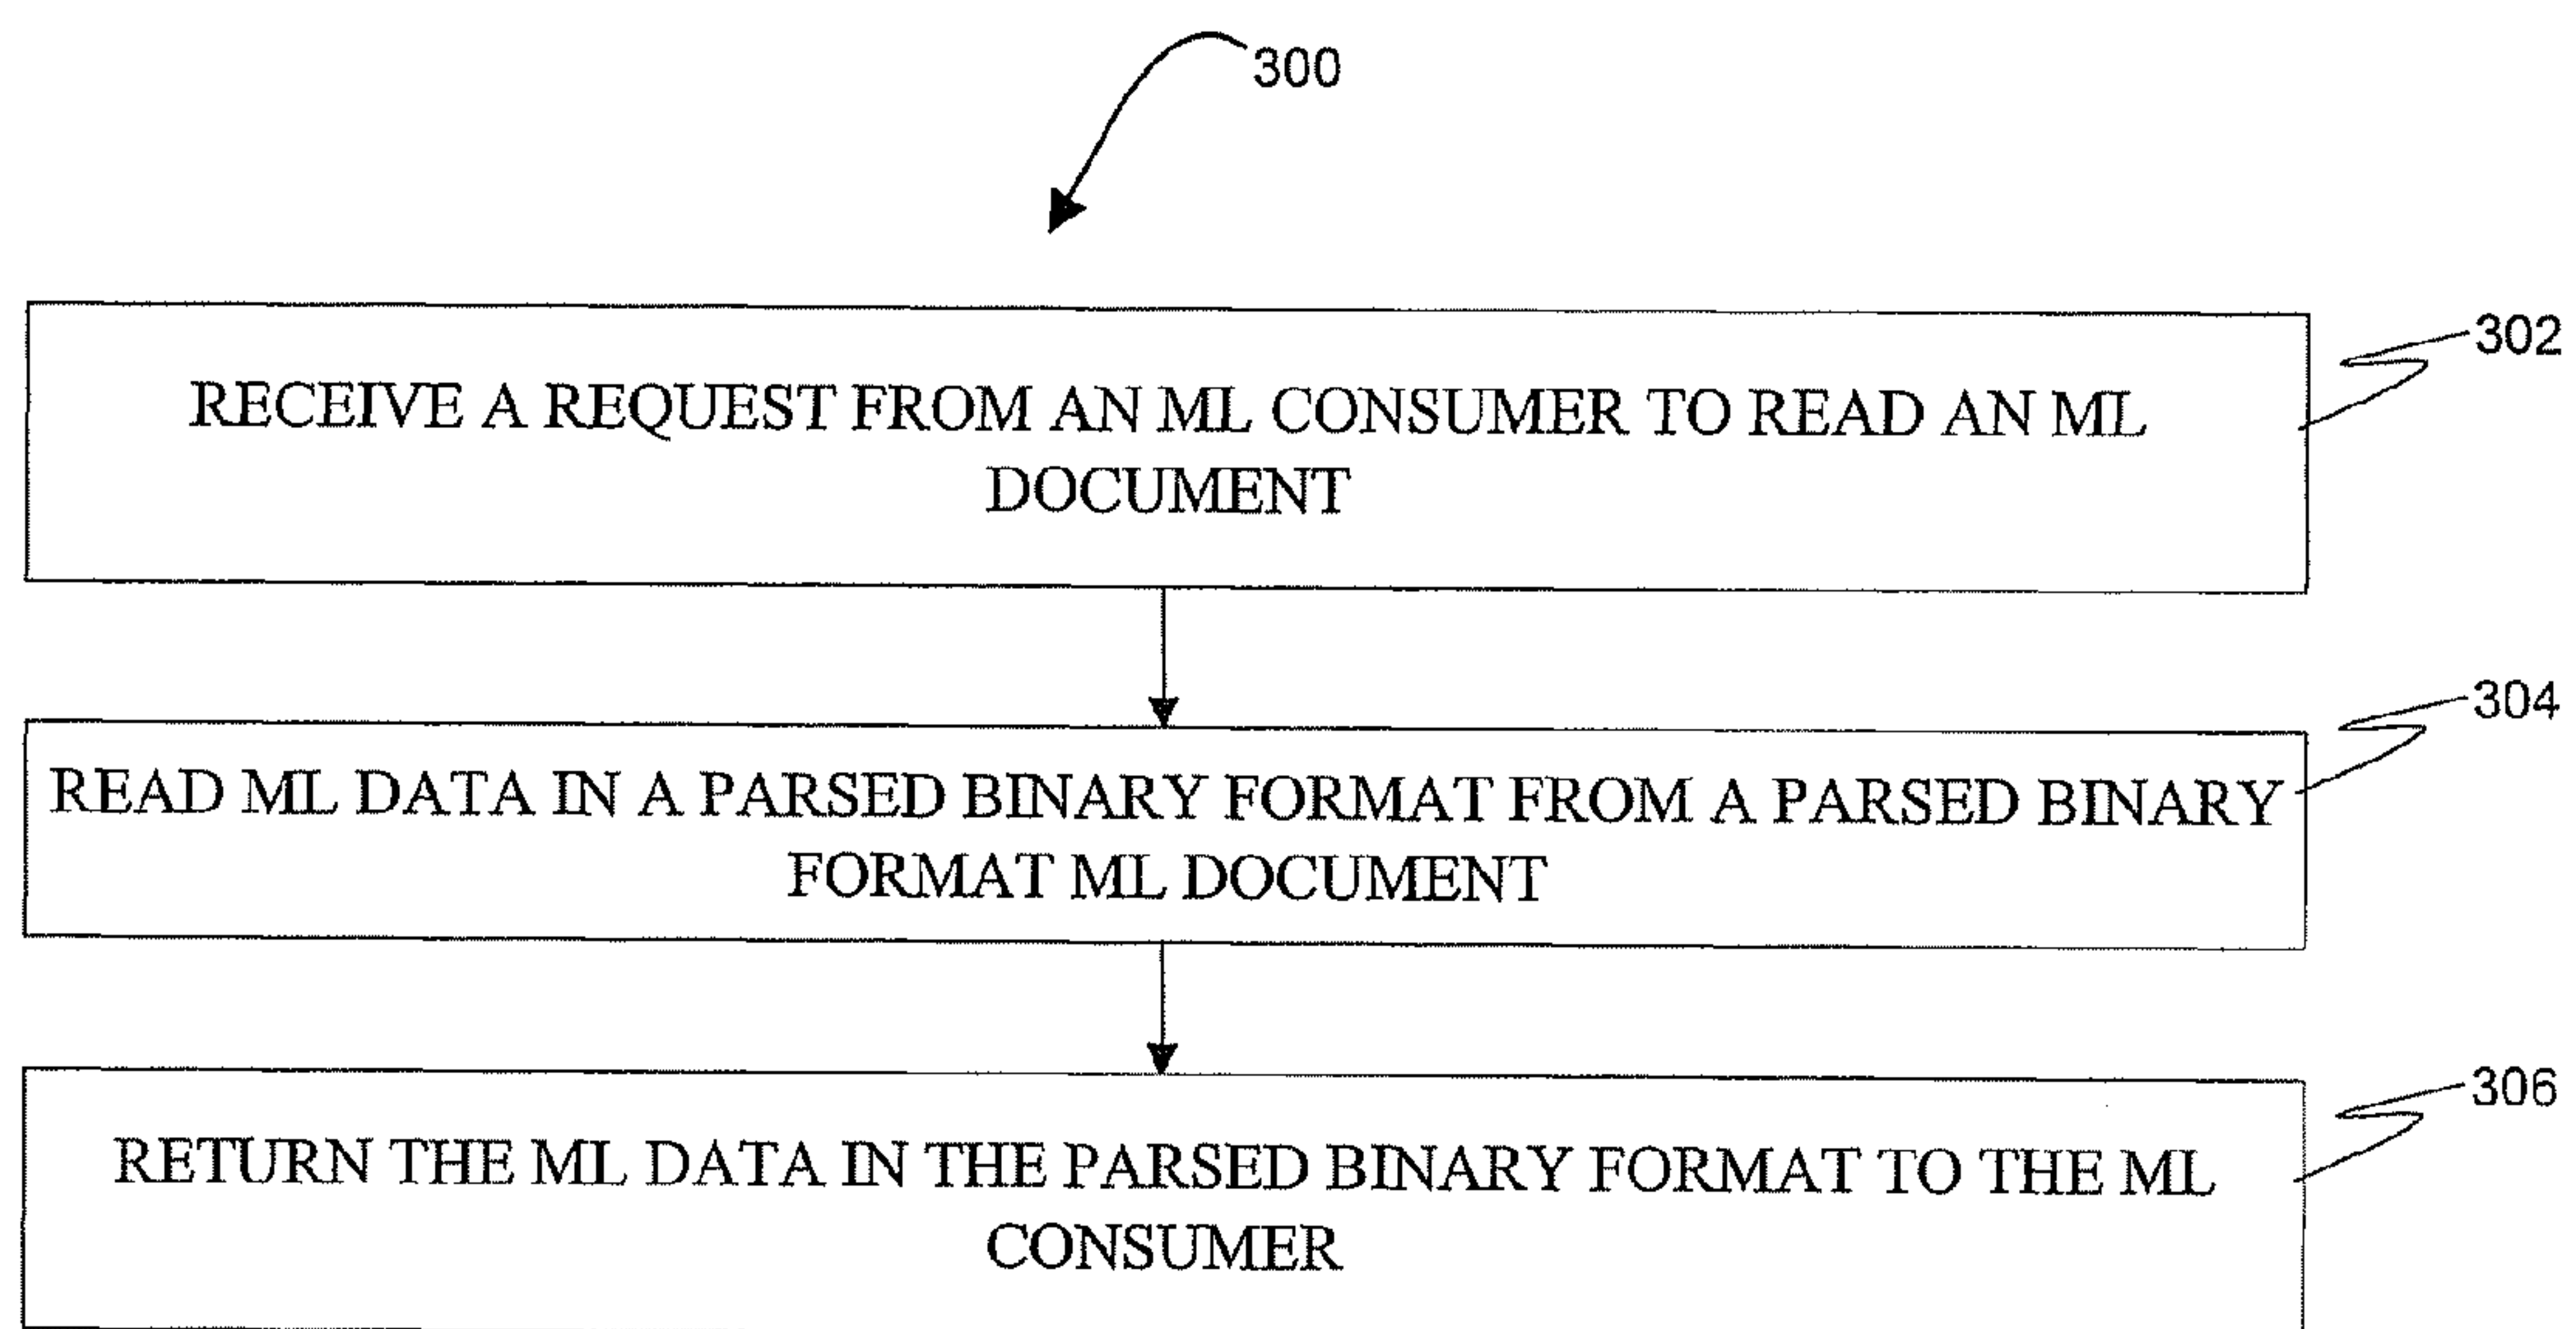 300
302
RECEIVE A REQUEST FROM AN ML CONSUMER TO READ AN ML
DOCUMENT
304
READ ML DATA IN A PARSED BINARY FORMAT FROM A PARSED BINARY
FORMAT ML DOCUMENT
306
RETURN THE ML DATA IN THE PARSED BINARY FORMAT TO THE ML
CONSUMER